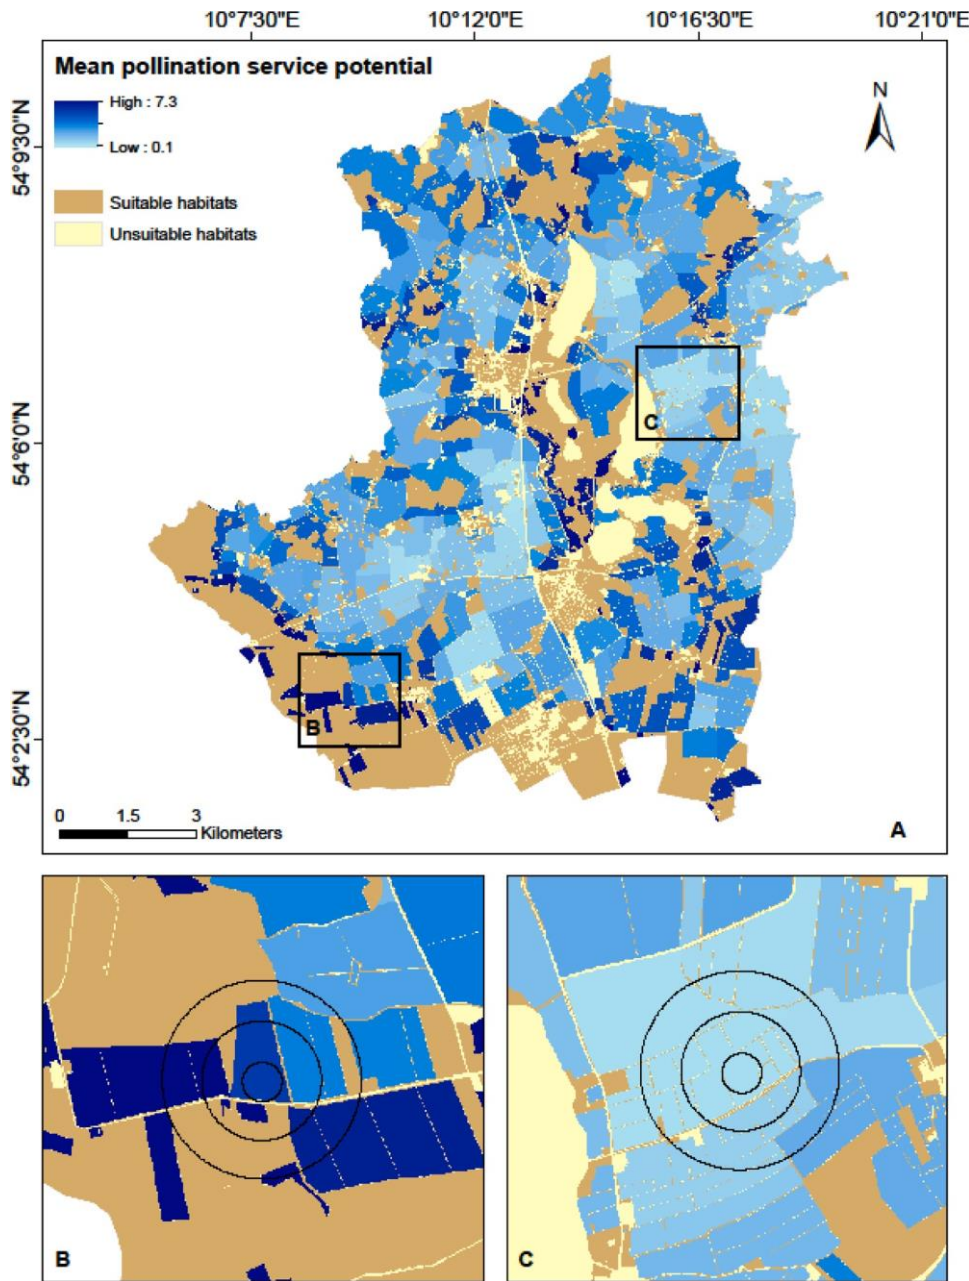 10°7'30"E 10°12'0"E 10°16'30"E 10°21'0"E
Mean pollination service potential
High : 7.3
Low : 0.1
Suitable habitats
Unsuitable habitats
N
54°9'30"N
54°6'0"N
54°2'30"N
C
B
0 1.5 3
Kilometers
A
B
C